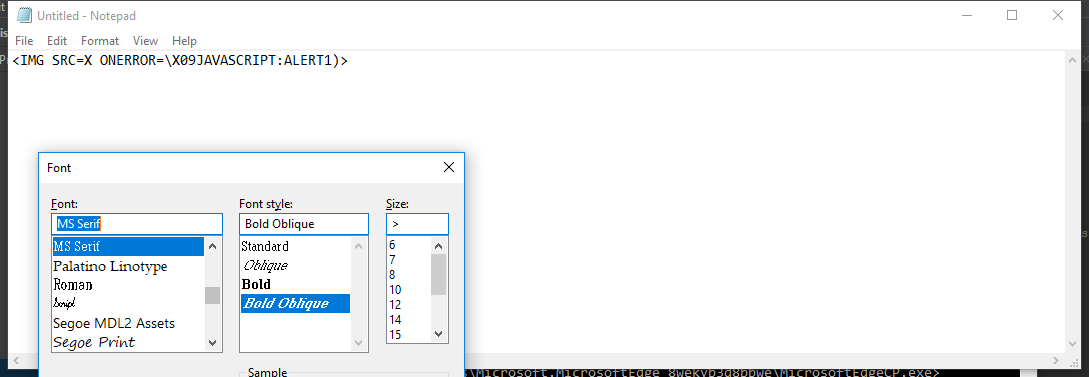 Untitled - Notepad
File Edit Format View Help
<IMG SRC=X ONERROR=\X09JAVASCRIPT:ALERT1)>
Font
Font: Font style: Size:
MS Serif Bold Oblique >
MS Serif Standard 6
Palatino Linotype Oblique 7
Roman Bold 8
Script Bold Oblique 10
Segoe MDL2 Assets 12
Segoe Print 14
15
Sample
\Microsoft.MicrosoftEdge_8wekyb3d8bbwe\MicrosoftEdgeCP.exe>